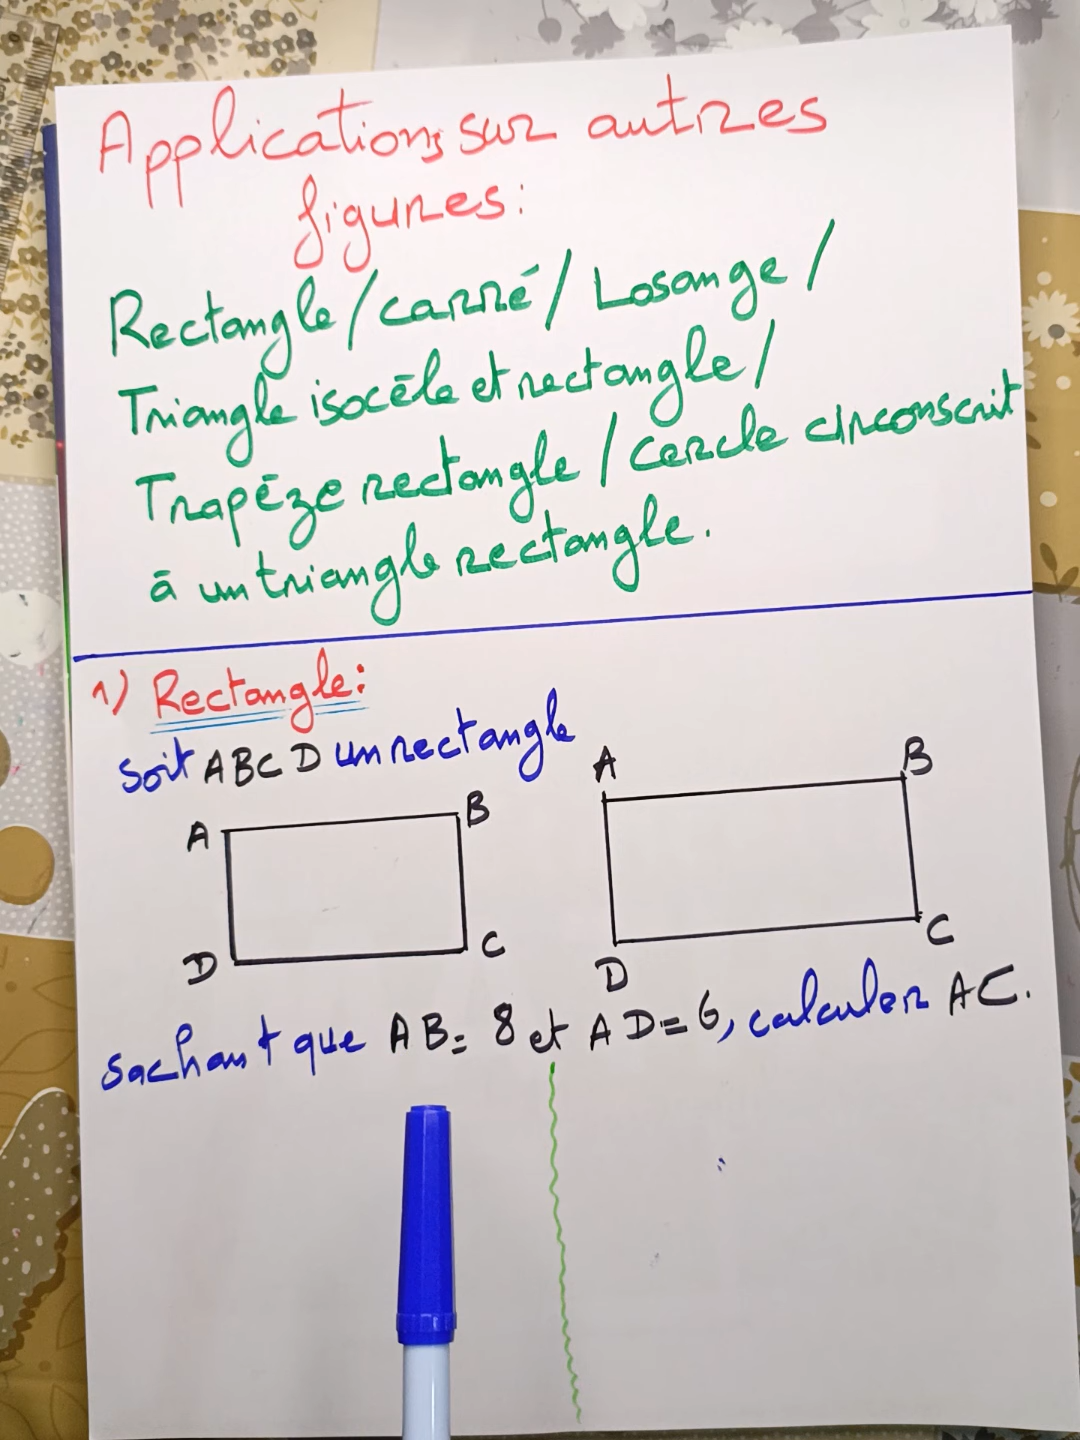 Applications sur autres
figures:
Rectangle/carré/Losange/
Triangle isocèle et rectangle/
Trapèze rectangle/cercle circonscrit
à un triangle rectangle.
1) Rectangle:
soit ABCD un rectangle
A B
D C
A B
D C
sachant que AB= 8 et AD=6, calculer AC.